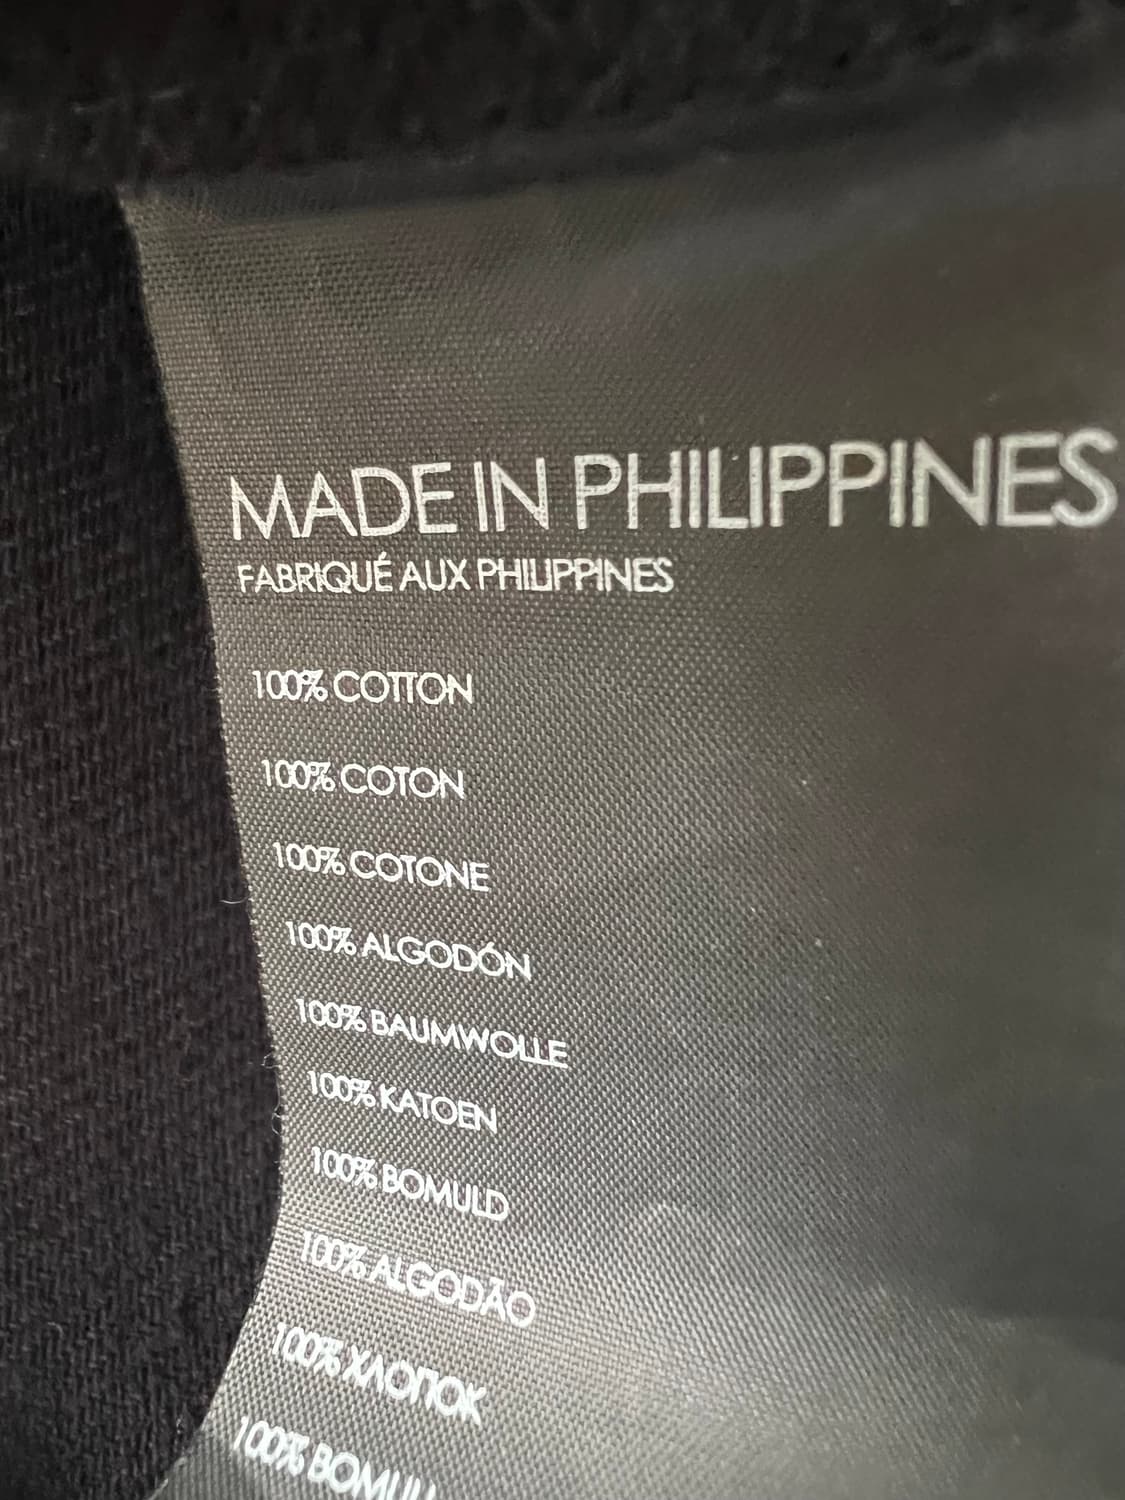 MADE IN PHILIPPINES
FABRIQUÉ AUX PHILIPPINES
100% COTTON
100% COTON
100% COTONE
100% ALGODÓN
100% BAUMWOLLE
100% KATOEN
100% BOMULD
100% ALGODÃO
100% ХЛОПОК
100%